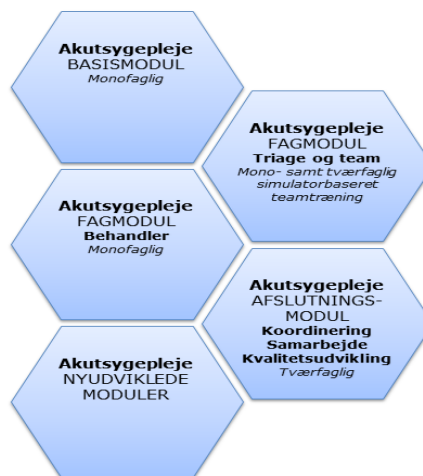 Akutsygepleje
BASISMODUL
Monofaglig
Akutsygepleje
FAGMODUL
Triage og team
Mono- samt tværfaglig
simulatorbaseret
teamtræning
Akutsygepleje
FAGMODUL
Behandler
Monofaglig
Akutsygepleje
AFSLUTNINGS-
MODUL
Koordinering
Samarbejde
Kvalitetsudvikling
Tværfaglig
Akutsygepleje
NYUDVIKLEDE
MODULER